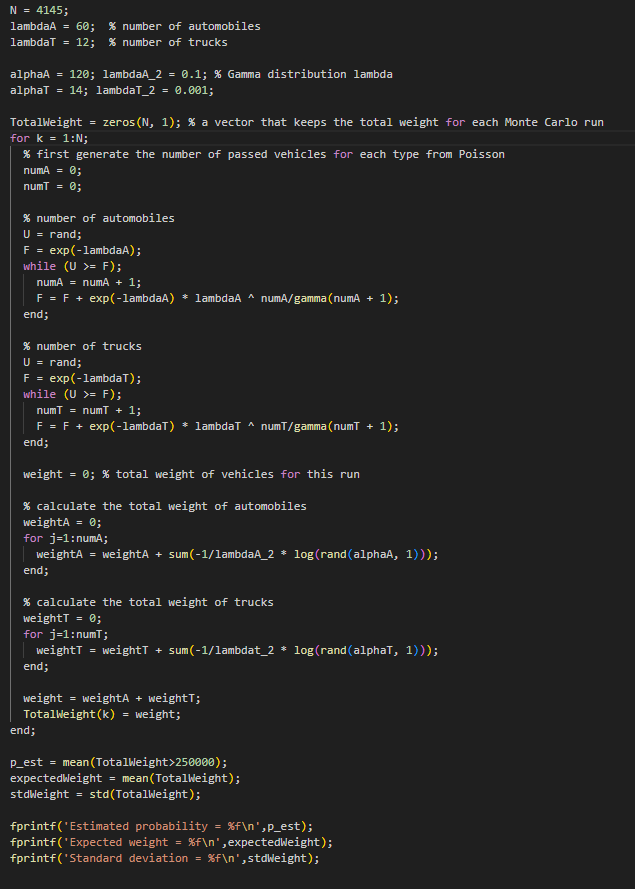 N = 4145;
lambdaA = 60;  % number of automobiles
lambdaT = 12;  % number of trucks

alphaA = 120; lambdaA_2 = 0.1; % Gamma distribution lambda
alphaT = 14; lambdaT_2 = 0.001;

TotalWeight = zeros(N, 1); % a vector that keeps the total weight for each Monte Carlo run
for k = 1:N;
  % first generate the number of passed vehicles for each type from Poisson
  numA = 0;
  numT = 0;

  % number of automobiles
  U = rand;
  F = exp(-lambdaA);
  while (U >= F);
    numA = numA + 1;
    F = F + exp(-lambdaA) * lambdaA ^ numA/gamma(numA + 1);
  end;

  % number of trucks
  U = rand;
  F = exp(-lambdaT);
  while (U >= F);
    numT = numT + 1;
    F = F + exp(-lambdaT) * lambdaT ^ numT/gamma(numT + 1);
  end;

  weight = 0; % total weight of vehicles for this run

  % calculate the total weight of automobiles
  weightA = 0;
  for j=1:numA;
    weightA = weightA + sum(-1/lambdaA_2 * log(rand(alphaA, 1)));
  end;

  % calculate the total weight of trucks
  weightT = 0;
  for j=1:numT;
    weightT = weightT + sum(-1/lambdat_2 * log(rand(alphaT, 1)));
  end;

  weight = weightA + weightT;
  TotalWeight(k) = weight;
end;

p_est = mean(TotalWeight>250000);
expectedWeight = mean(TotalWeight);
stdWeight = std(TotalWeight);

fprintf('Estimated probability = %f\n',p_est);
fprintf('Expected weight = %f\n',expectedWeight);
fprintf('Standard deviation = %f\n',stdWeight);